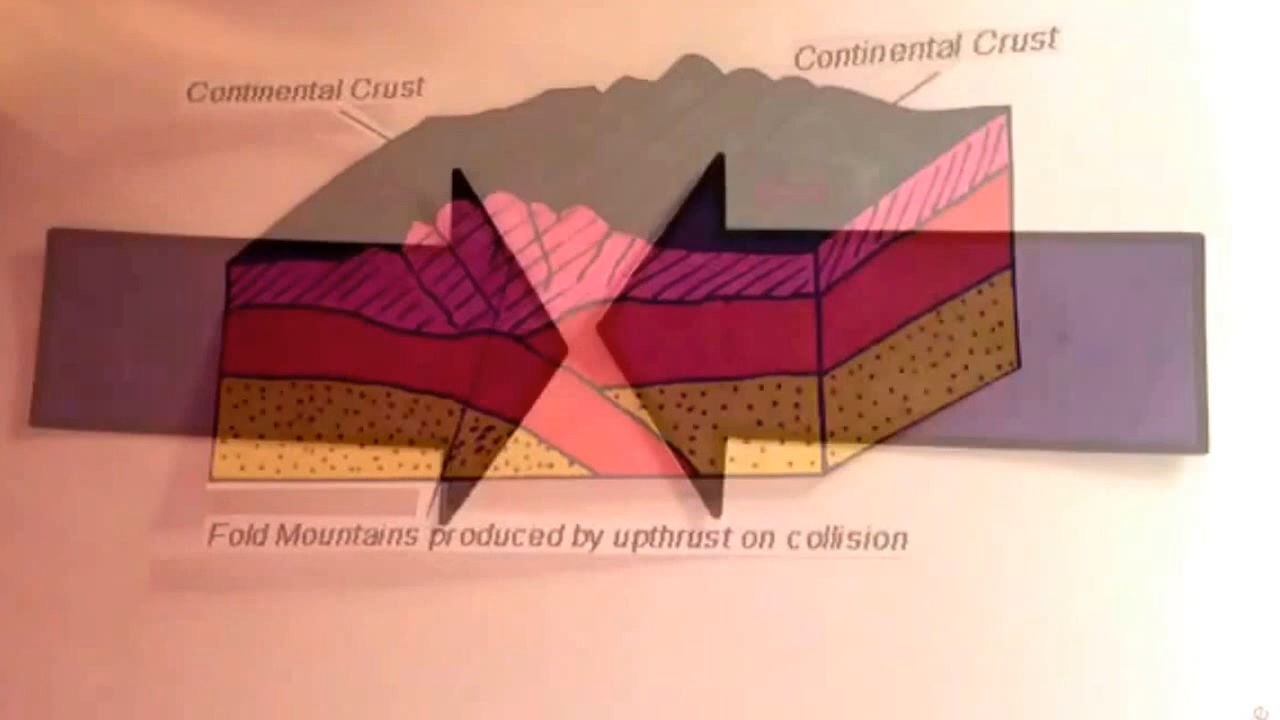 Continental Crust
Continental Crust
Fold Mountains produced by upthrust on collision